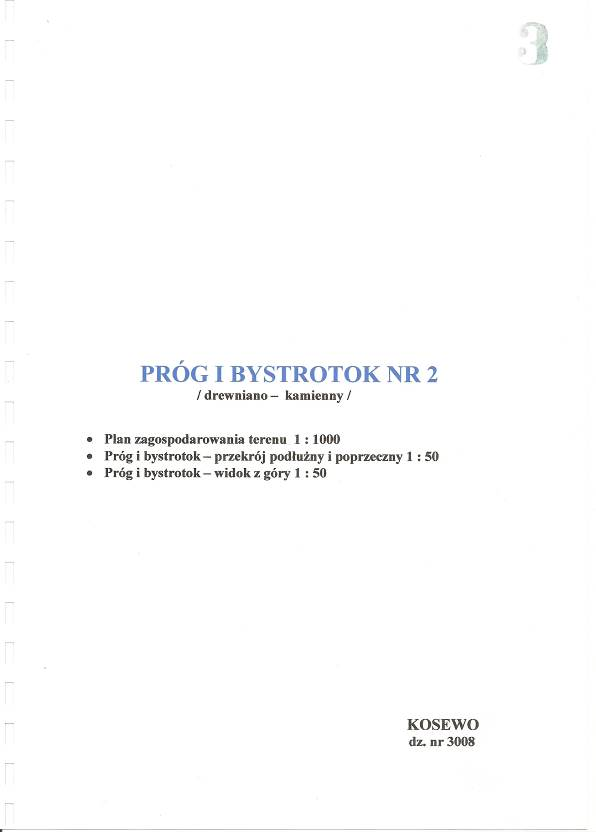 3
PRÓG I BYSTROTOK NR 2
/ drewniano – kamienny /
• Plan zagospodarowania terenu 1 : 1000
• Próg i bystrotok – przekrój podłużny i poprzeczny 1 : 50
• Próg i bystrotok – widok z góry 1 : 50
KOSEWO
dz. nr 3008